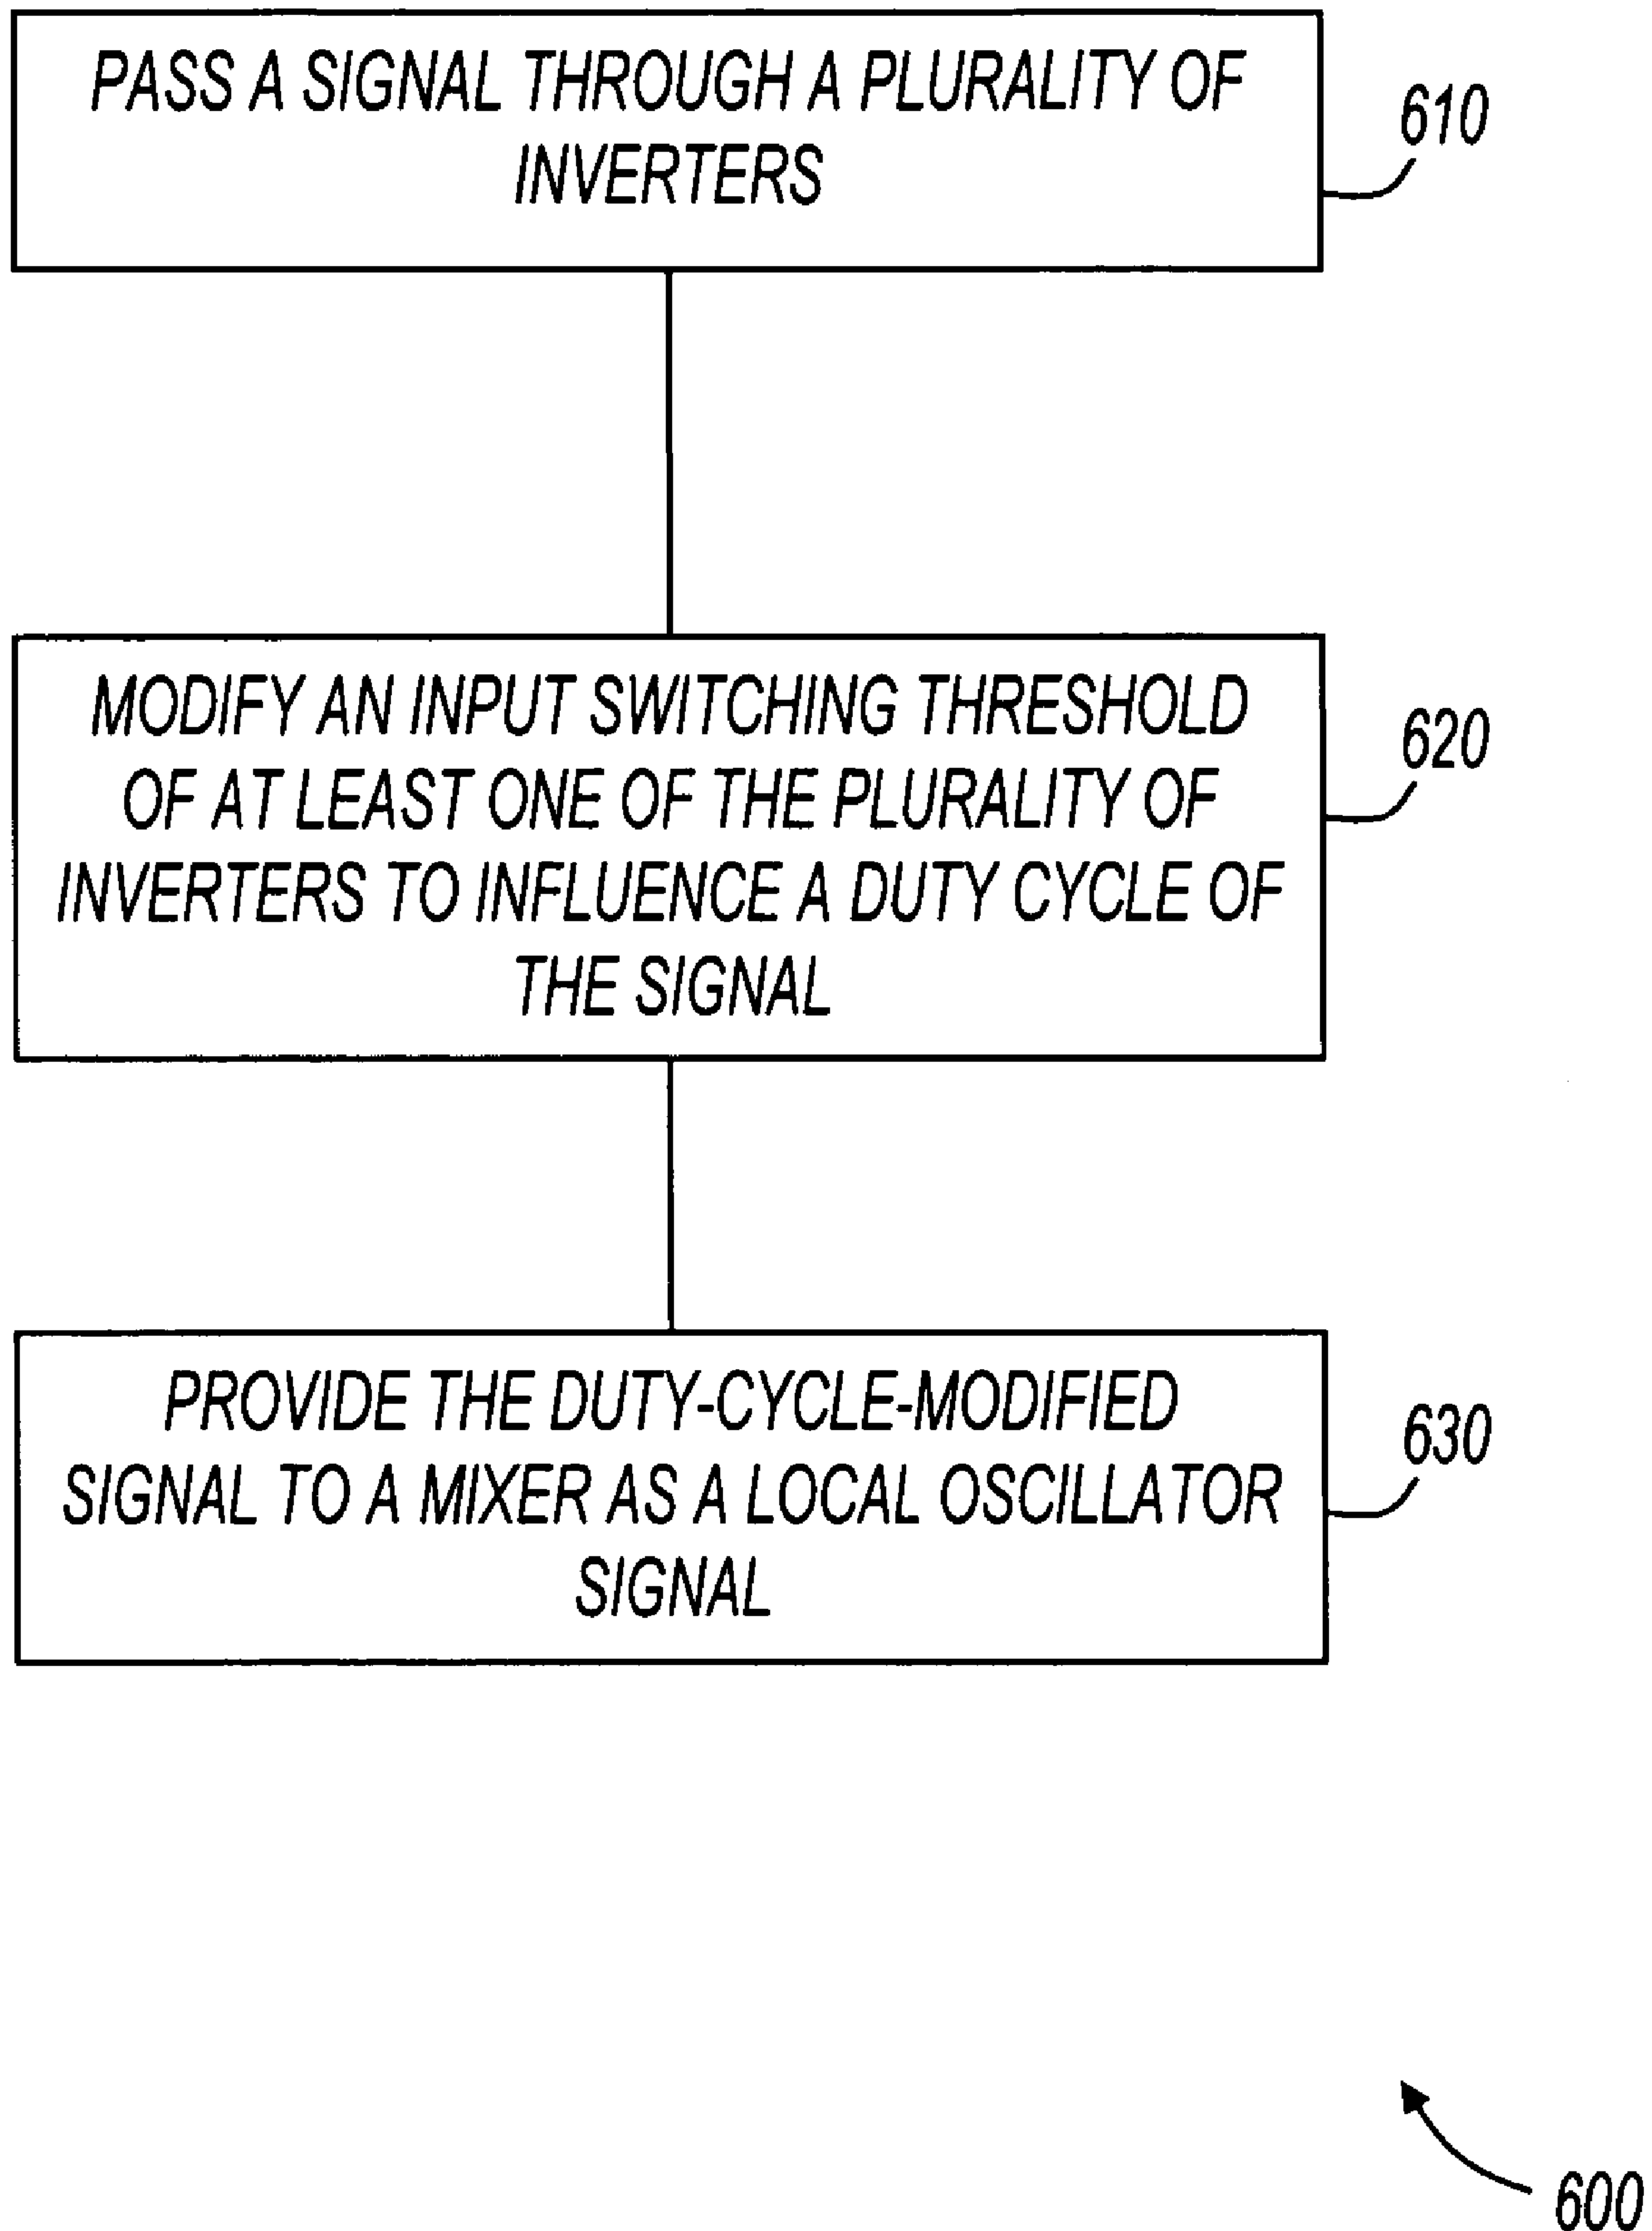 PASS A SIGNAL THROUGH A PLURALITY OF
INVERTERS
610
MODIFY AN INPUT SWITCHING THRESHOLD
OF AT LEAST ONE OF THE PLURALITY OF
INVERTERS TO INFLUENCE A DUTY CYCLE OF
THE SIGNAL
620
PROVIDE THE DUTY-CYCLE-MODIFIED
SIGNAL TO A MIXER AS A LOCAL OSCILLATOR
SIGNAL
630
600